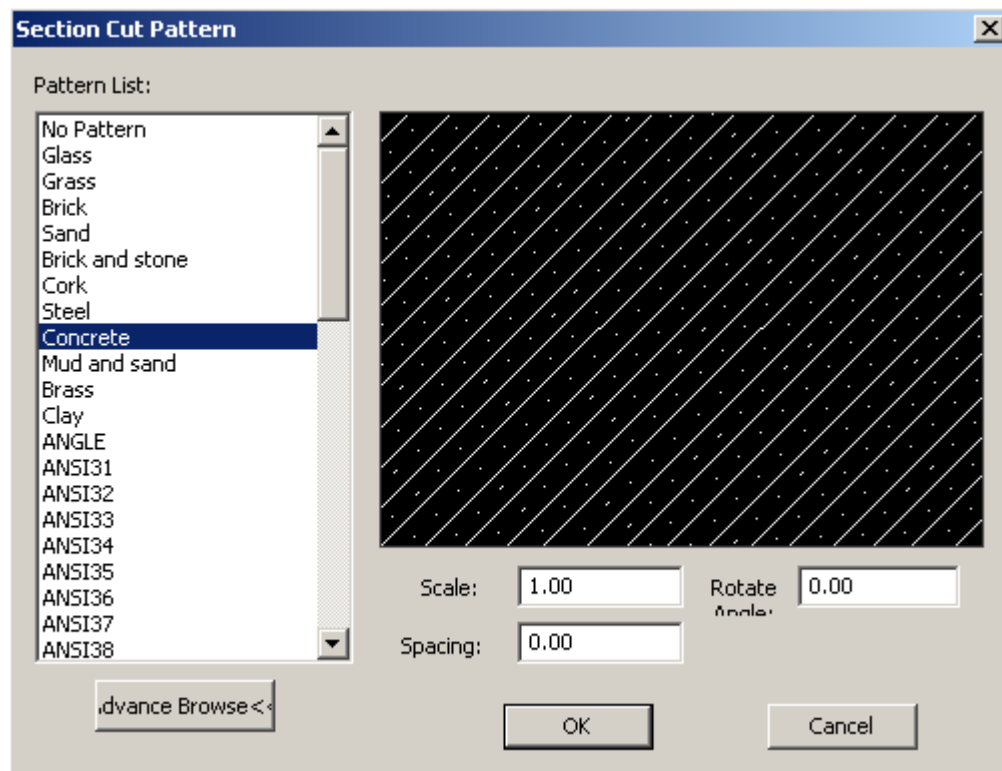 Section Cut Pattern
Pattern List:
No Pattern
Glass
Grass
Brick
Sand
Brick and stone
Cork
Steel
Concrete
Mud and sand
Brass
Clay
ANGLE
ANSI31
ANSI32
ANSI33
ANSI34
ANSI35
ANSI36
ANSI37
ANSI38
Scale: 1.00 Rotate Angle: 0.00
Spacing: 0.00
dvance Browse<<
OK Cancel